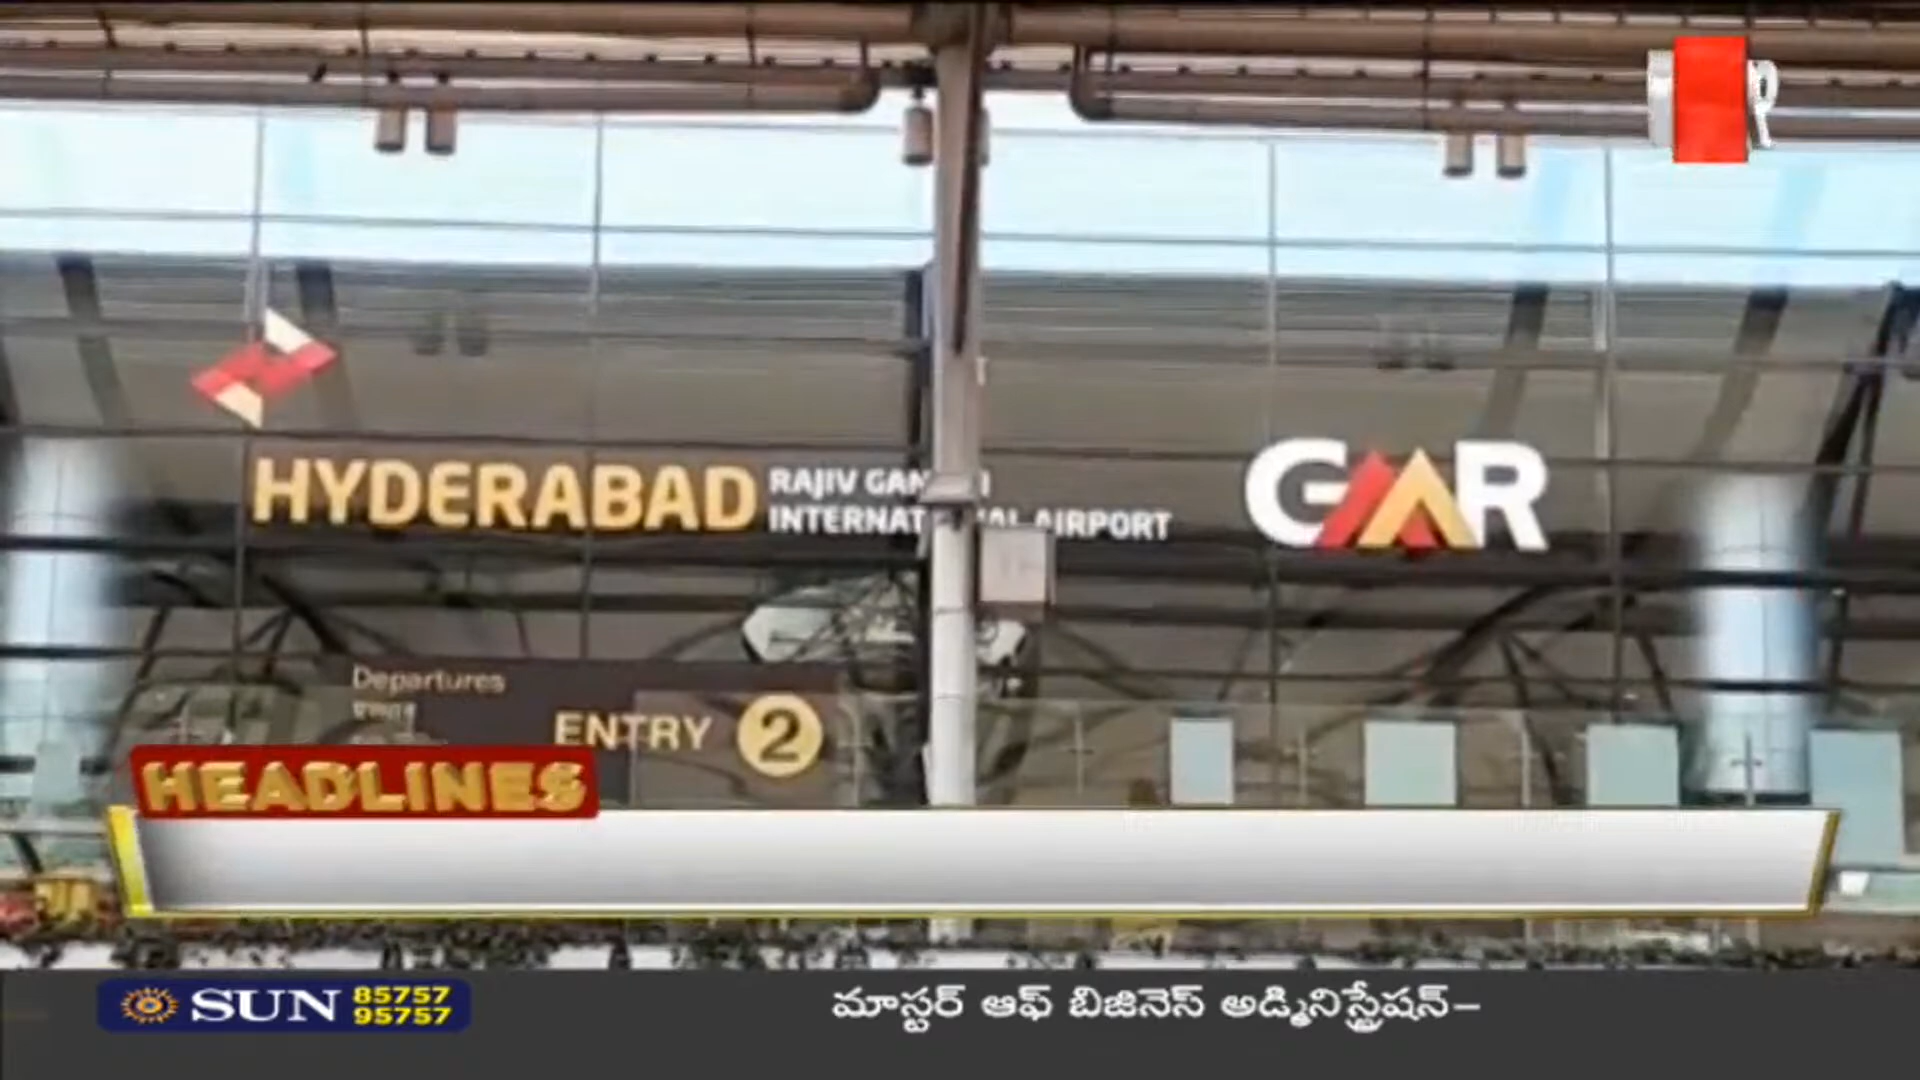 HYDERABAD
RAJIV GAN
INTERNAT AIRPORT
GMR
Departures
ENTRY 2
HEADLINES
SUN 85757
95757
మాస్టర్ ఆఫ్ బిజినెస్ అడ్మినిస్ట్రేషన్–